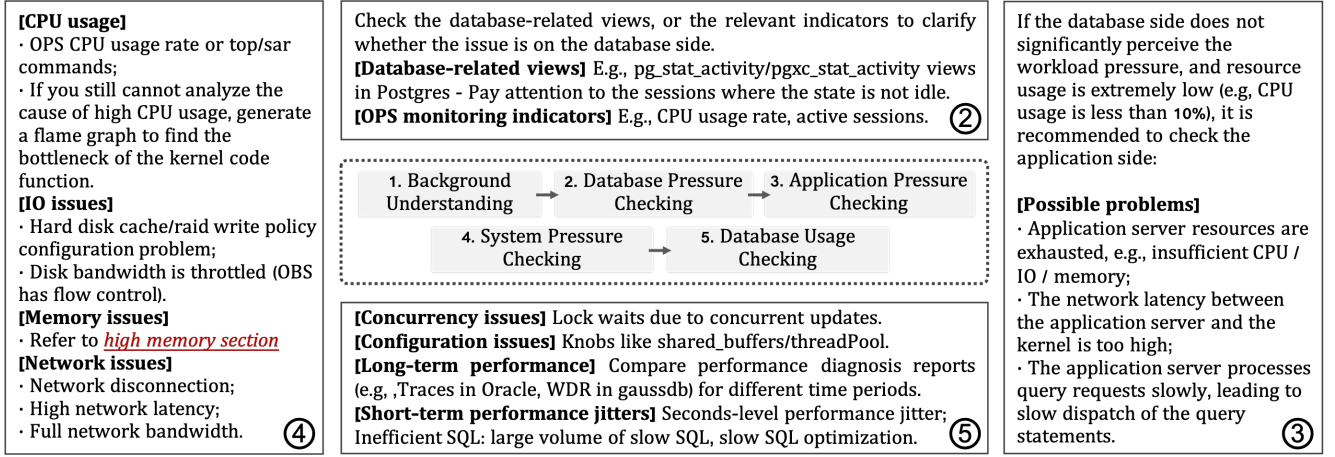 [CPU usage]
· OPS CPU usage rate or top/sar
commands;
· If you still cannot analyze the
cause of high CPU usage, generate
a flame graph to find the
bottleneck of the kernel code
function.
[IO issues]
· Hard disk cache/raid write policy
configuration problem;
· Disk bandwidth is throttled (OBS
has flow control).
[Memory issues]
· Refer to high memory section
[Network issues]
· Network disconnection;
· High network latency;
· Full network bandwidth.
4
Check the database-related views, or the relevant indicators to clarify
whether the issue is on the database side.
[Database-related views] E.g., pg_stat_activity/pgxc_stat_activity views
in Postgres - Pay attention to the sessions where the state is not idle.
[OPS monitoring indicators] E.g., CPU usage rate, active sessions.
2
1. Background
Understanding
2. Database Pressure
Checking
3. Application Pressure
Checking
4. System Pressure
Checking
5. Database Usage
Checking
[Concurrency issues] Lock waits due to concurrent updates.
[Configuration issues] Knobs like shared_buffers/threadPool.
[Long-term performance] Compare performance diagnosis reports
(e.g, ,Traces in Oracle, WDR in gaussdb) for different time periods.
[Short-term performance jitters] Seconds-level performance jitter;
Inefficient SQL: large volume of slow SQL, slow SQL optimization.
5
If the database side does not
significantly perceive the
workload pressure, and resource
usage is extremely low (e.g, CPU
usage is less than 10%), it is
recommended to check the
application side:
[Possible problems]
· Application server resources are
exhausted, e.g., insufficient CPU /
IO / memory;
· The network latency between
the application server and the
kernel is too high;
· The application server processes
query requests slowly, leading to
slow dispatch of the query
statements.
3